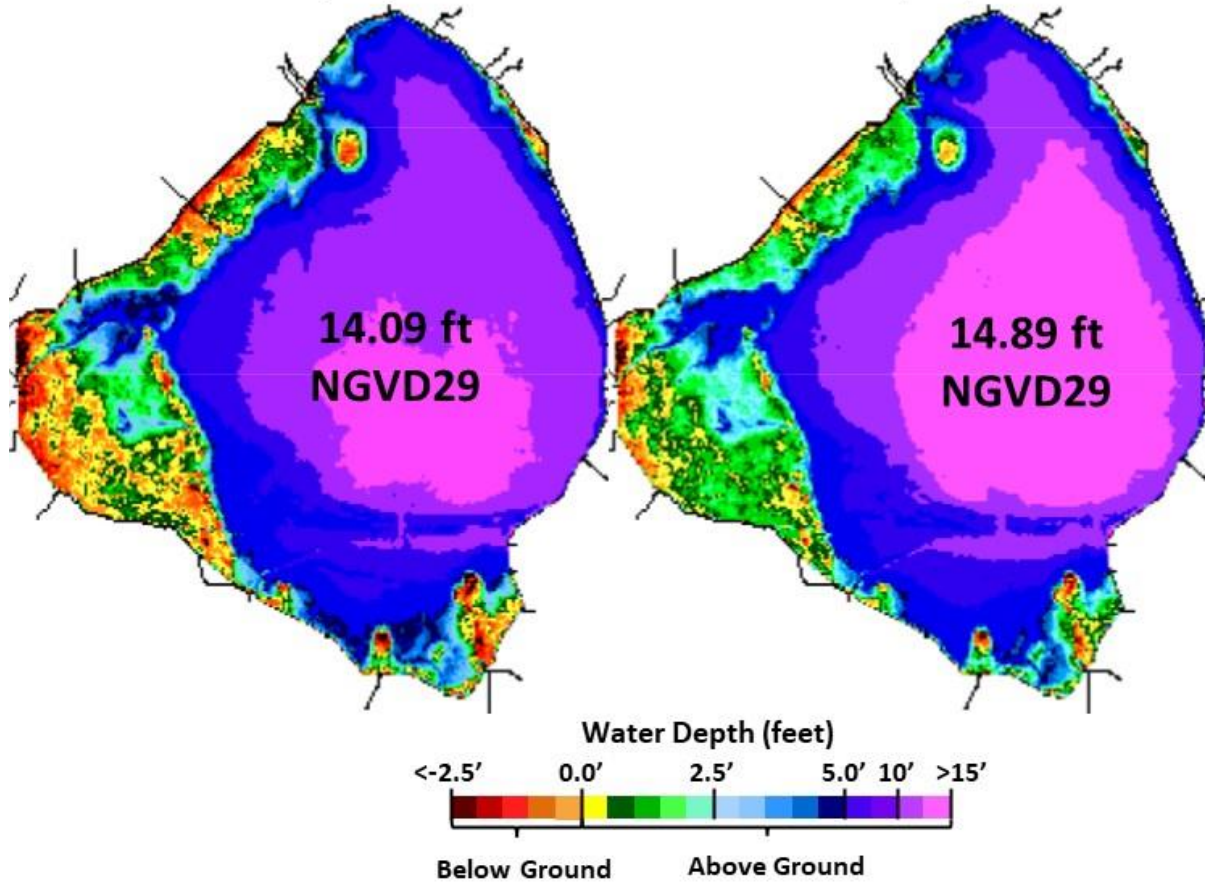 14.09 ft
NGVD29
14.89 ft
NGVD29
Water Depth (feet)
<-2.5’ 0.0’ 2.5’ 5.0’ 10’ >15’
Below Ground Above Ground